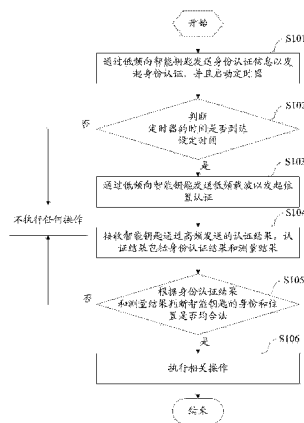 开始
S101
通过低频向智能钥匙发送身份认证信息以发
起身份认证，并且启动定时器
S102
否
判断
定时器的时间是否到达
设定时间
是
S103
通过低频向智能钥匙发送低频载波以发起位
置认证
不执行任何操作
S104
接收智能钥匙通过高频发送的认证结果，认
证结果包括身份认证结果和测量结果
S105
否
根据身份认证结果
和测量结果判断智能钥匙的身份和位
置是否均合法
是
S106
执行相关操作
结束